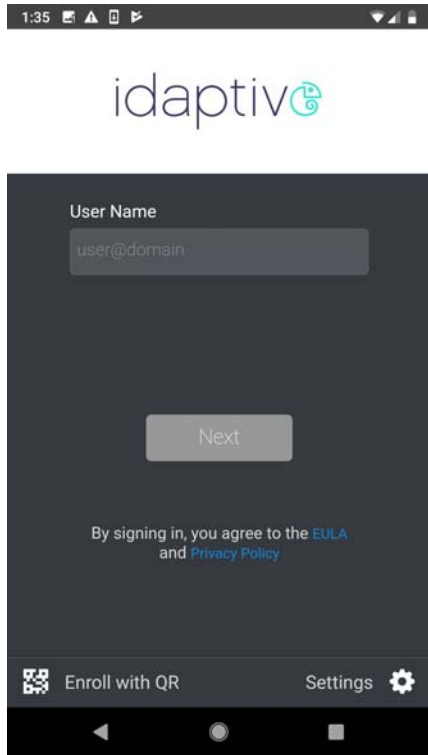 1:35
idaptive
User Name
user@domain
Next
By signing in, you agree to the EULA
and Privacy Policy
Enroll with QR
Settings